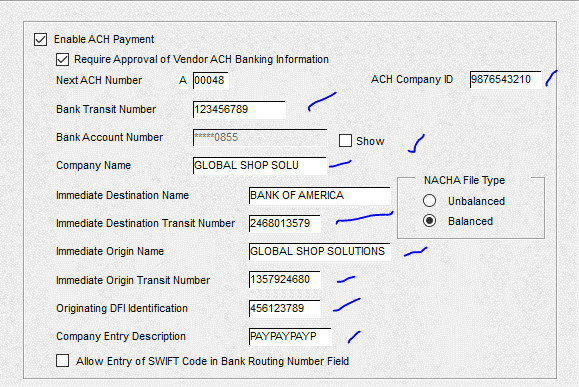 Enable ACH Payment
Require Approval of Vendor ACH Banking Information
Next ACH Number A 00048 ACH Company ID 9876543210
Bank Transit Number 123456789
Bank Account Number *****0855 Show
Company Name GLOBAL SHOP SOLU
NACHA File Type
Immediate Destination Name BANK OF AMERICA Unbalanced
Immediate Destination Transit Number 2468013579 Balanced
Immediate Origin Name GLOBAL SHOP SOLUTIONS
Immediate Origin Transit Number 1357924680
Originating DFI Identification 456123789
Company Entry Description PAYPAYPAYP
Allow Entry of SWIFT Code in Bank Routing Number Field